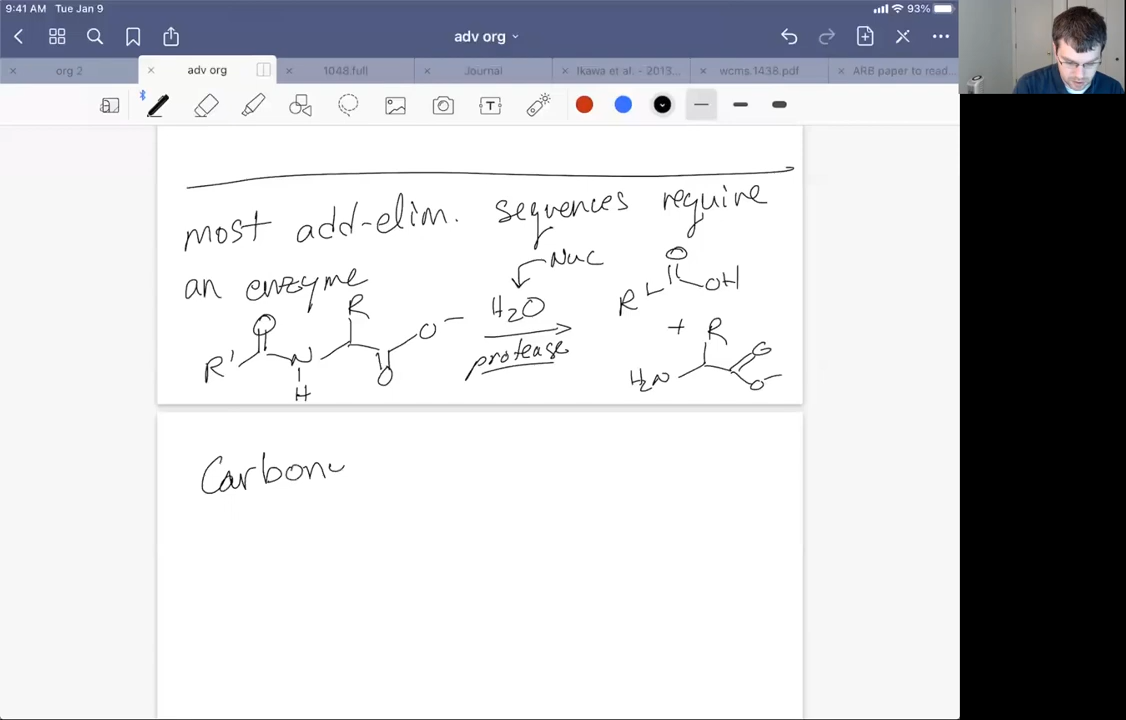 9:41 AM Tue Jan 9
93%
adv org
org 2
adv org
1048.full
Journal
Ikawa et al. - 2013...
wcms.1438.pdf
ARB paper to read...
T
most add-elim. sequences require
an enzyme
Nuc
O
OH
R'
+
R
O
O
H2N
O-
H2O
protease
O
R
R'
N
H
O
O-
Carbon